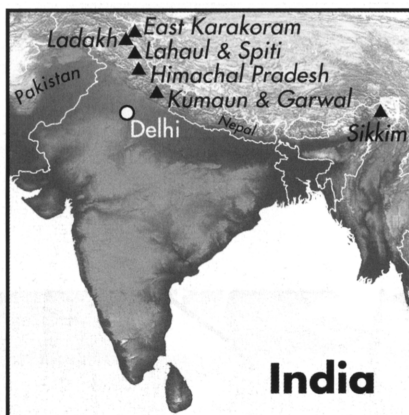 East Karakoram
Ladakh
Lahaul & Spiti
Himachal Pradesh
Pakistan
Kumaun & Garwal
Delhi
Nepal
Sikkim
India